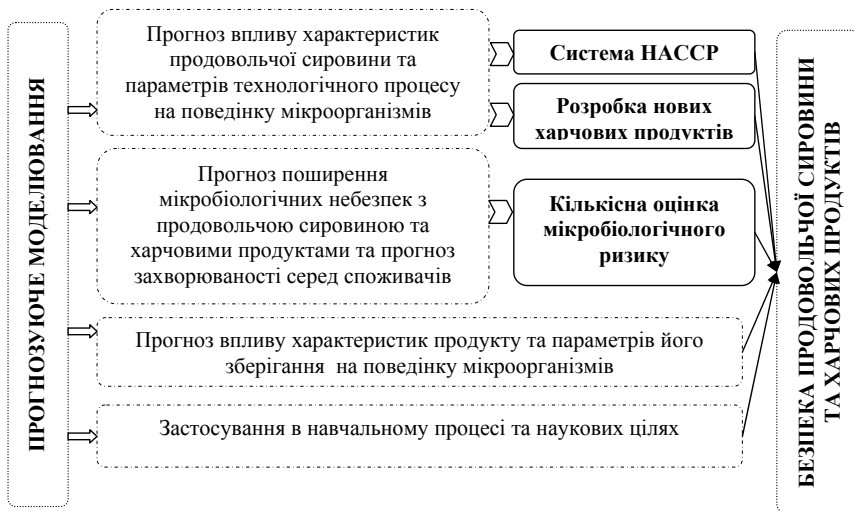 ПРОГНОЗУЮЧЕ МОДЕЛЮВАННЯ
Прогноз впливу характеристик
продовольчої сировини та
параметрів технологічного процесу
на поведінку мікроорганізмів
Система НАССР
Розробка нових
харчових продуктів
Прогноз поширення
мікробіологічних небезпек з
продовольчою сировиною та
харчовими продуктами та прогноз
захворюваності серед споживачів
Кількісна оцінка
мікробіологічного
ризику
Прогноз впливу характеристик продукту та параметрів його
зберігання на поведінку мікроорганізмів
Застосування в навчальному процесі та наукових цілях
БЕЗПЕКА ПРОДОВОЛЬЧОЇ СИРОВИНИ
ТА ХАРЧОВИХ ПРОДУКТІВ